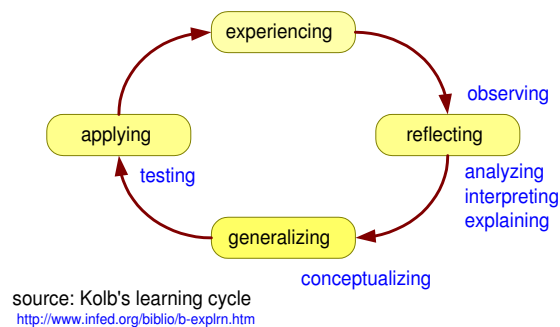 experiencing
observing
applying
reflecting
testing
analyzing
interpreting
explaining
generalizing
conceptualizing
source: Kolb's learning cycle
http://www.infed.org/biblio/b-explrn.htm